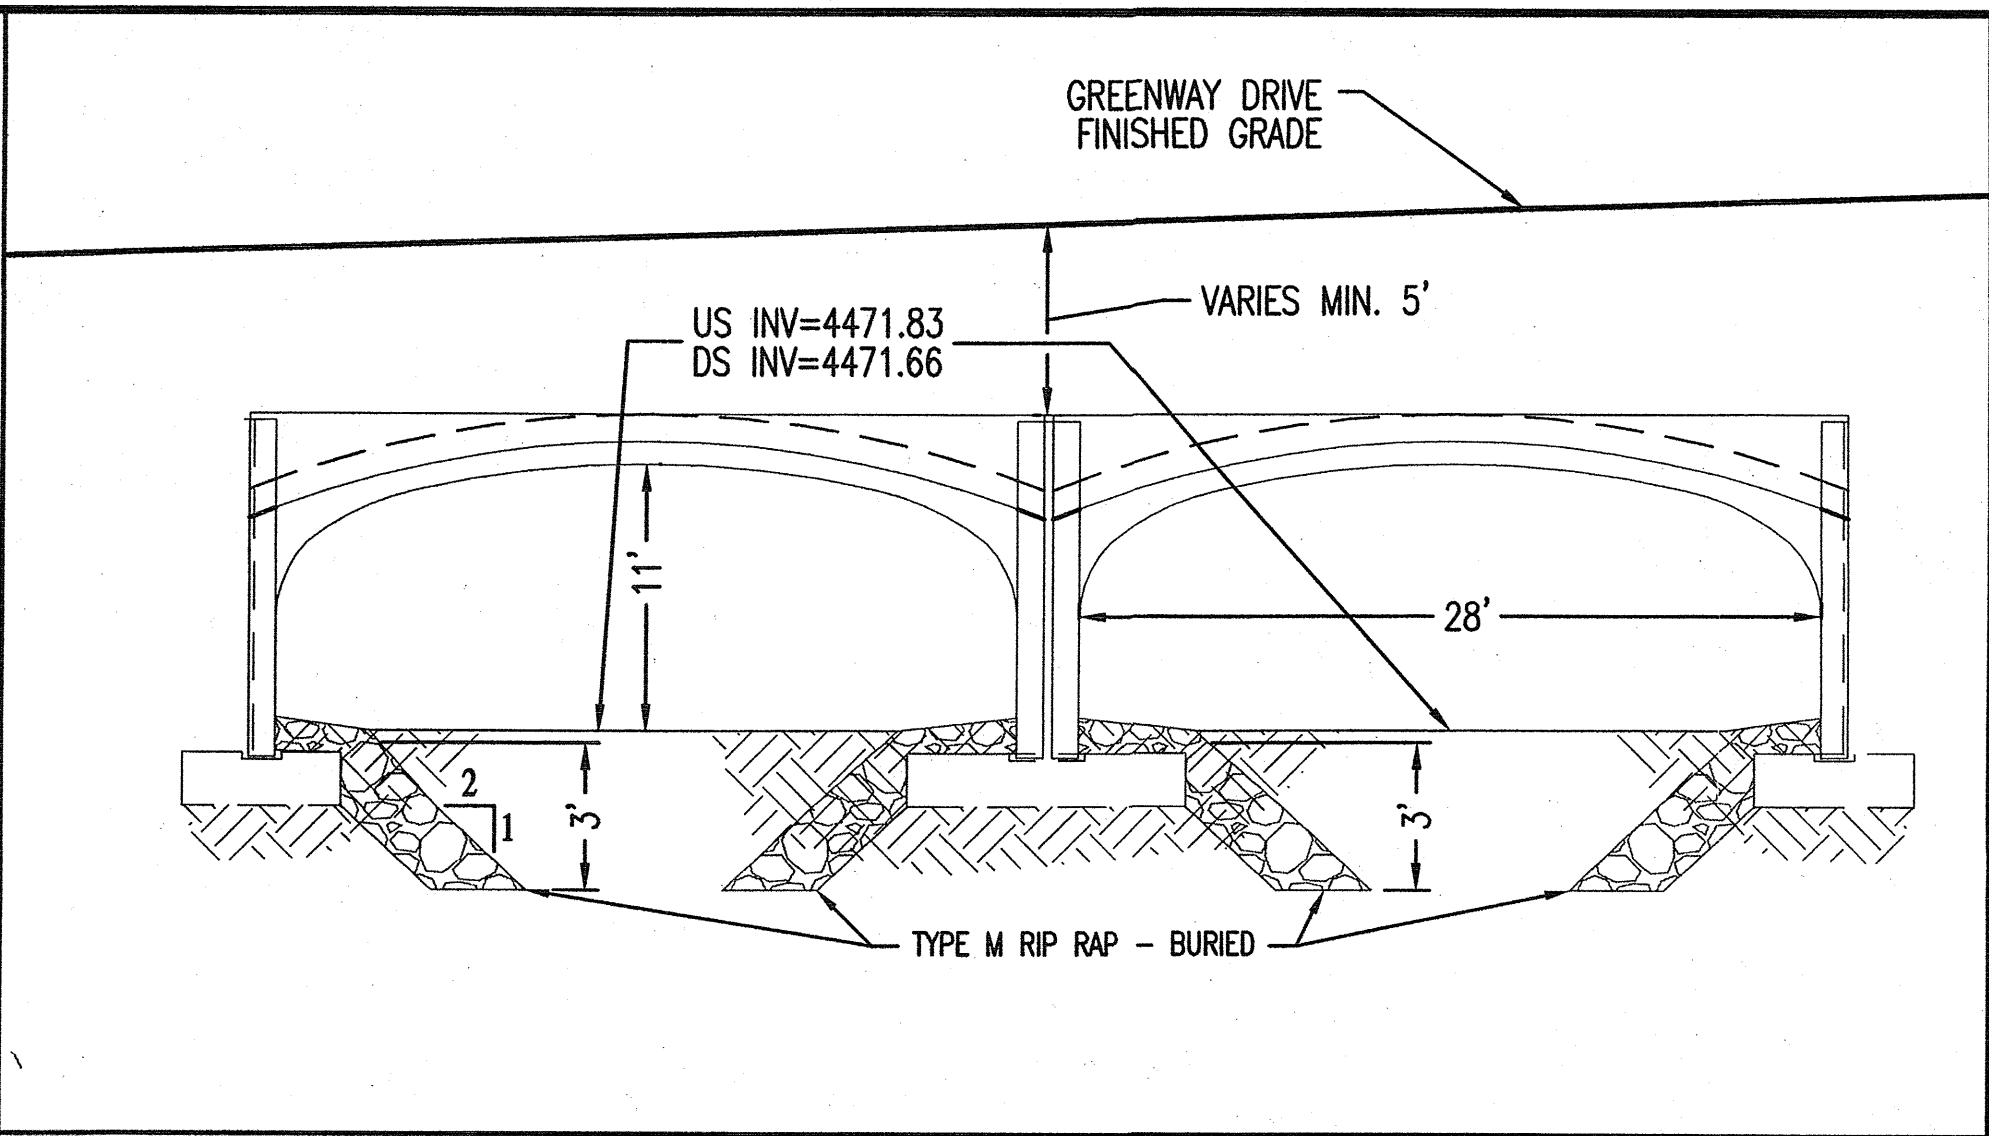 GREENWAY DRIVE
FINISHED GRADE
VARIES MIN. 5'
US INV=4471.83
DS INV=4471.66
11'
28'
2
1
3'
3'
TYPE M RIP RAP - BURIED